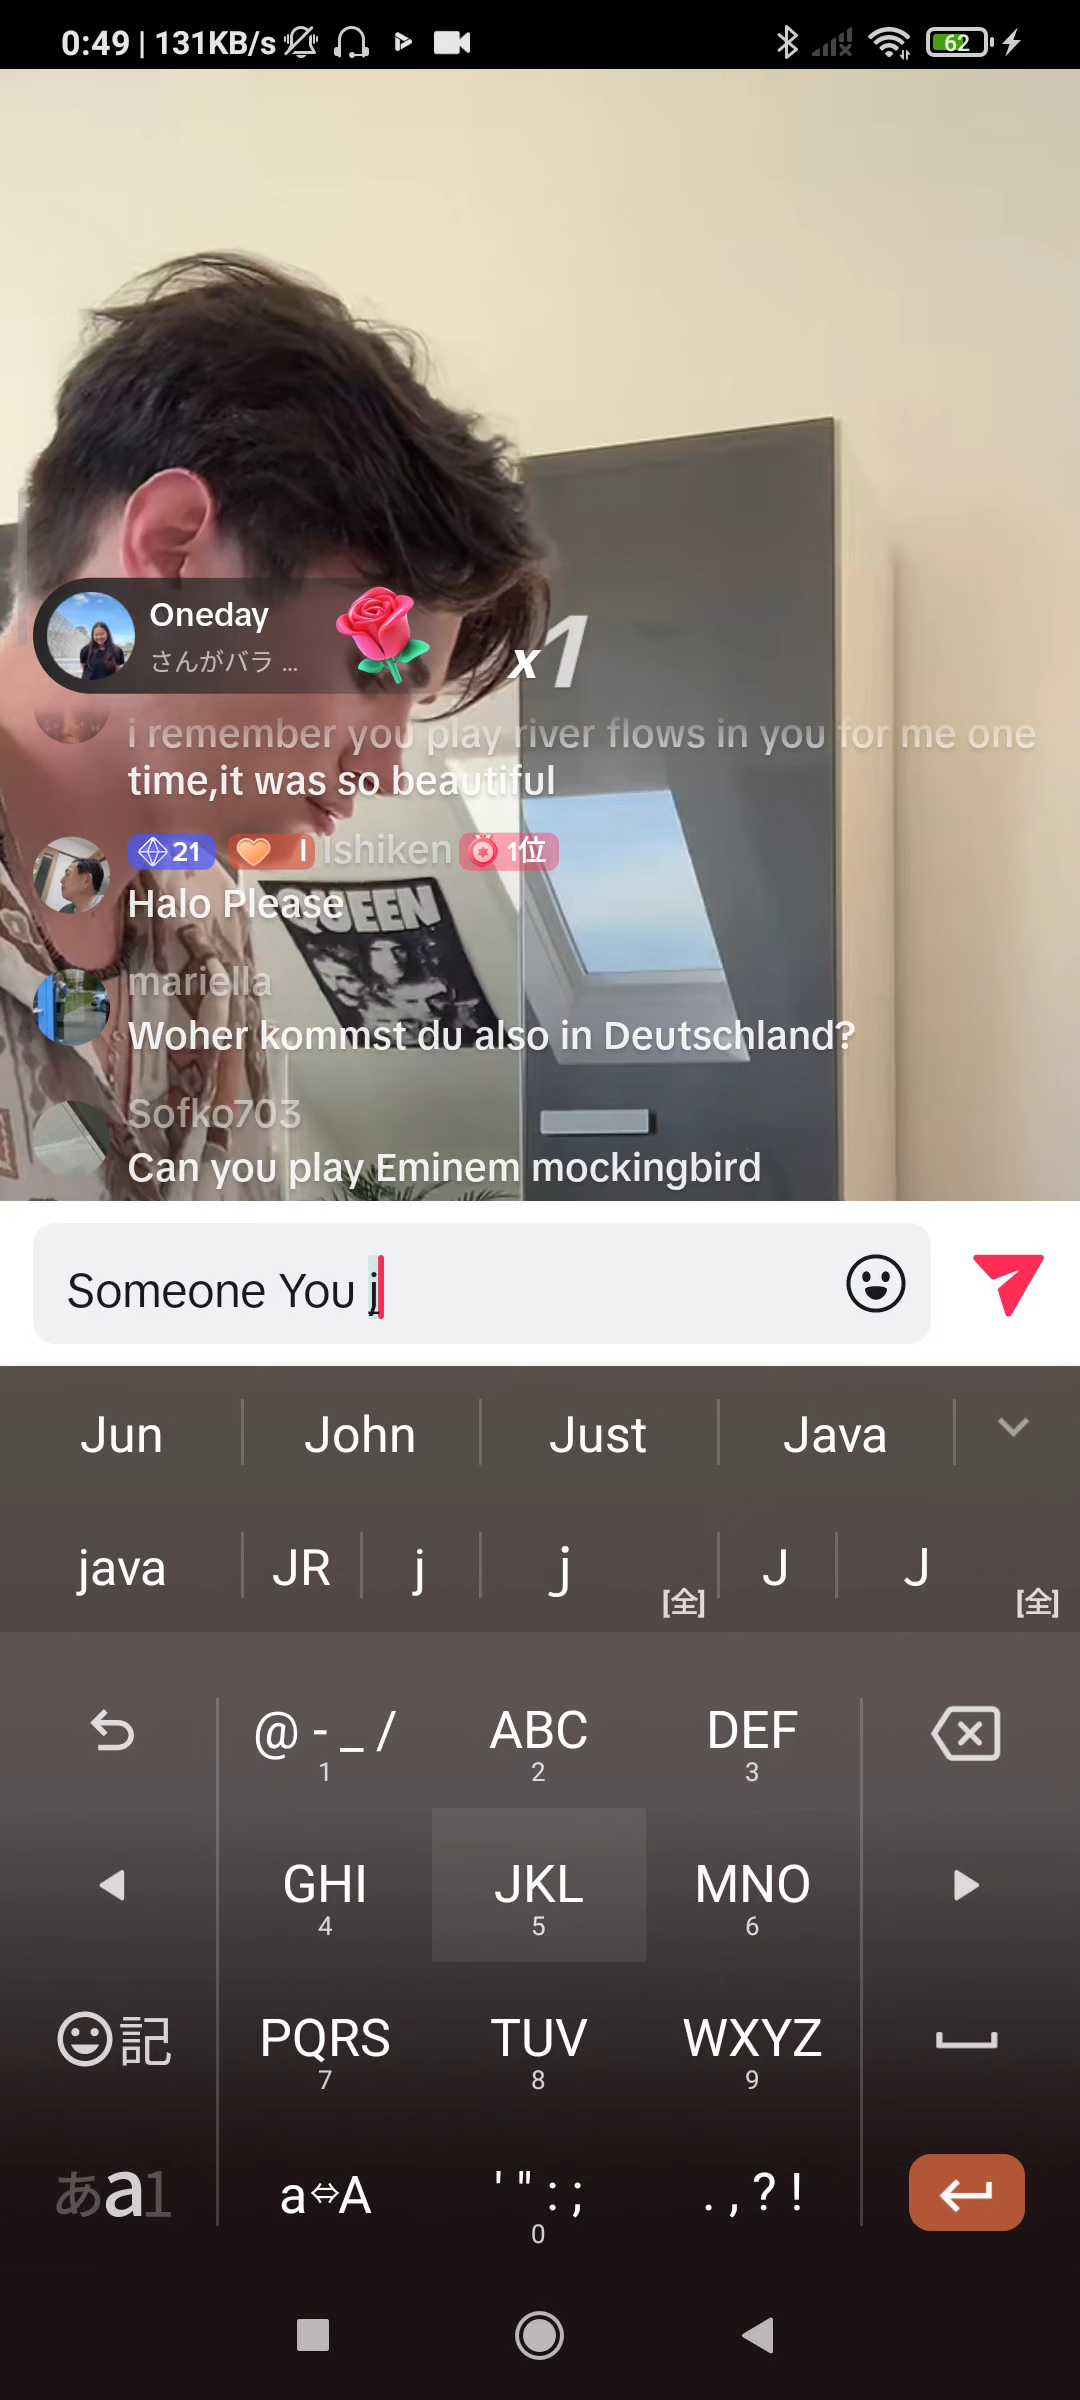 0:49 | 131KB/s
62
Oneday
さんがバラ ...
x1
i remember you play river flows in you for me one
time,it was so beautiful
21 I Ishiken 1位
Halo Please
QUEEN
mariella
Woher kommst du also in Deutschland?
Sofko703
Can you play Eminem mockingbird
Someone You j
Jun John Just Java
java JR j j [全] J J [全]
@ - _ / ABC DEF
1 2 3
GHI JKL MNO
4 5 6
記 PQRS TUV WXYZ
7 8 9
あa1 a⇔A ' " : ; . , ? !
0